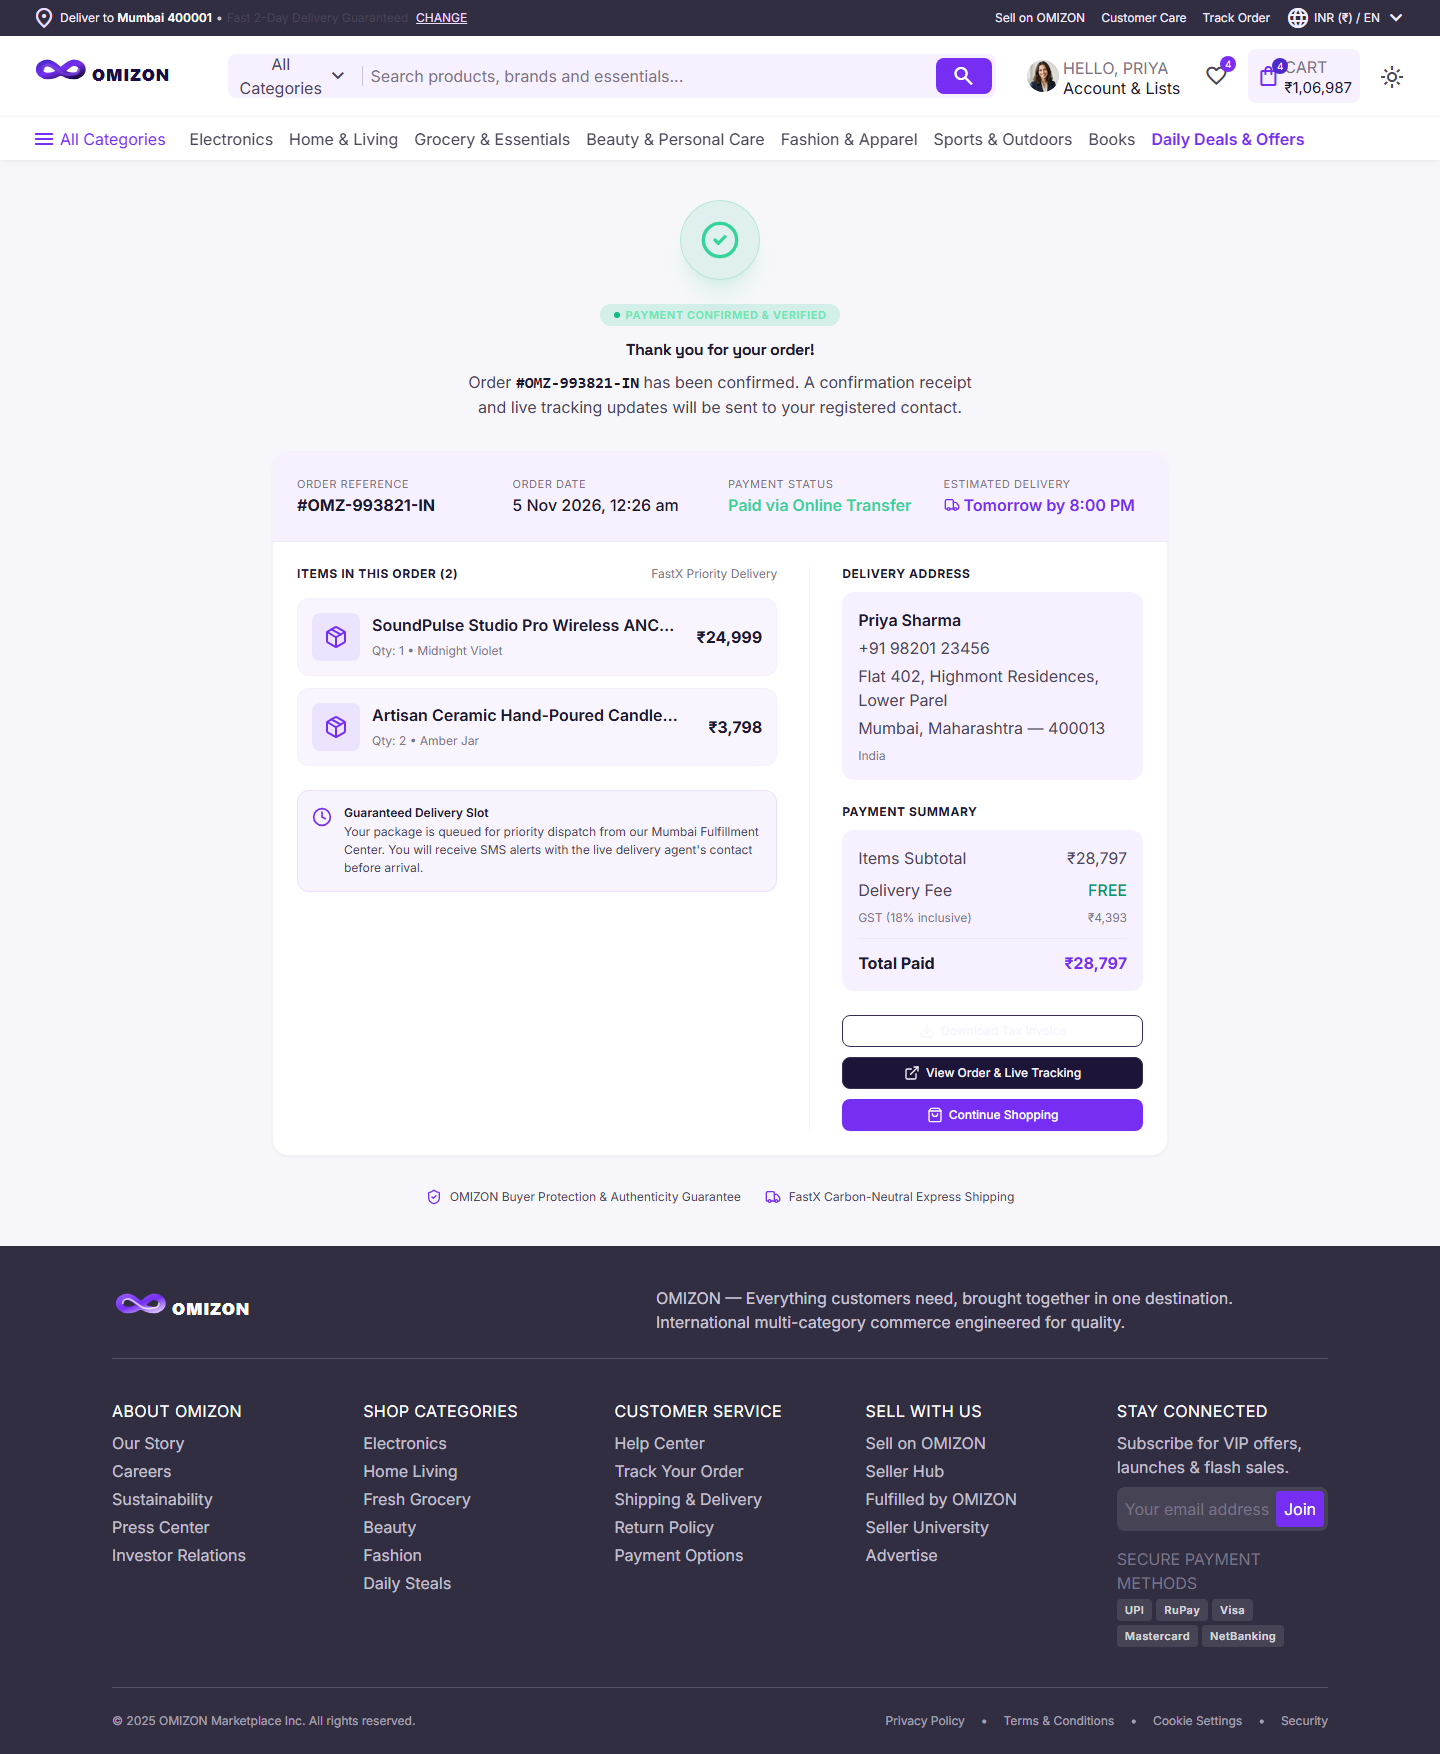 Deliver to Mumbai 400001 • Fast 2-Day Delivery Guaranteed CHANGE
Sell on OMIZON Customer Care Track Order INR (₹) / EN
OMIZON
All Categories
Search products, brands and essentials...
HELLO, PRIYA
Account & Lists
4
4
CART
₹1,06,987
All Categories Electronics Home & Living Grocery & Essentials Beauty & Personal Care Fashion & Apparel Sports & Outdoors Books Daily Deals & Offers
PAYMENT CONFIRMED & VERIFIED
Thank you for your order!
Order #OMZ-993821-IN has been confirmed. A confirmation receipt
and live tracking updates will be sent to your registered contact.
ORDER REFERENCE
#OMZ-993821-IN
ORDER DATE
5 Nov 2026, 12:26 am
PAYMENT STATUS
Paid via Online Transfer
ESTIMATED DELIVERY
Tomorrow by 8:00 PM
ITEMS IN THIS ORDER (2)
FastX Priority Delivery
SoundPulse Studio Pro Wireless ANC...
Qty: 1 • Midnight Violet
₹24,999
Artisan Ceramic Hand-Poured Candle...
Qty: 2 • Amber Jar
₹3,798
Guaranteed Delivery Slot
Your package is queued for priority dispatch from our Mumbai Fulfillment
Center. You will receive SMS alerts with the live delivery agent's contact
before arrival.
DELIVERY ADDRESS
Priya Sharma
+91 98201 23456
Flat 402, Highmont Residences,
Lower Parel
Mumbai, Maharashtra — 400013
India
PAYMENT SUMMARY
Items Subtotal ₹28,797
Delivery Fee FREE
GST (18% inclusive) ₹4,393
Total Paid ₹28,797
Download Tax Invoice
View Order & Live Tracking
Continue Shopping
OMIZON Buyer Protection & Authenticity Guarantee
FastX Carbon-Neutral Express Shipping
OMIZON
OMIZON — Everything customers need, brought together in one destination.
International multi-category commerce engineered for quality.
ABOUT OMIZON
Our Story
Careers
Sustainability
Press Center
Investor Relations
SHOP CATEGORIES
Electronics
Home Living
Fresh Grocery
Beauty
Fashion
Daily Steals
CUSTOMER SERVICE
Help Center
Track Your Order
Shipping & Delivery
Return Policy
Payment Options
SELL WITH US
Sell on OMIZON
Seller Hub
Fulfilled by OMIZON
Seller University
Advertise
STAY CONNECTED
Subscribe for VIP offers,
launches & flash sales.
Your email address Join
SECURE PAYMENT
METHODS
UPI RuPay Visa
Mastercard NetBanking
© 2025 OMIZON Marketplace Inc. All rights reserved.
Privacy Policy • Terms & Conditions • Cookie Settings • Security